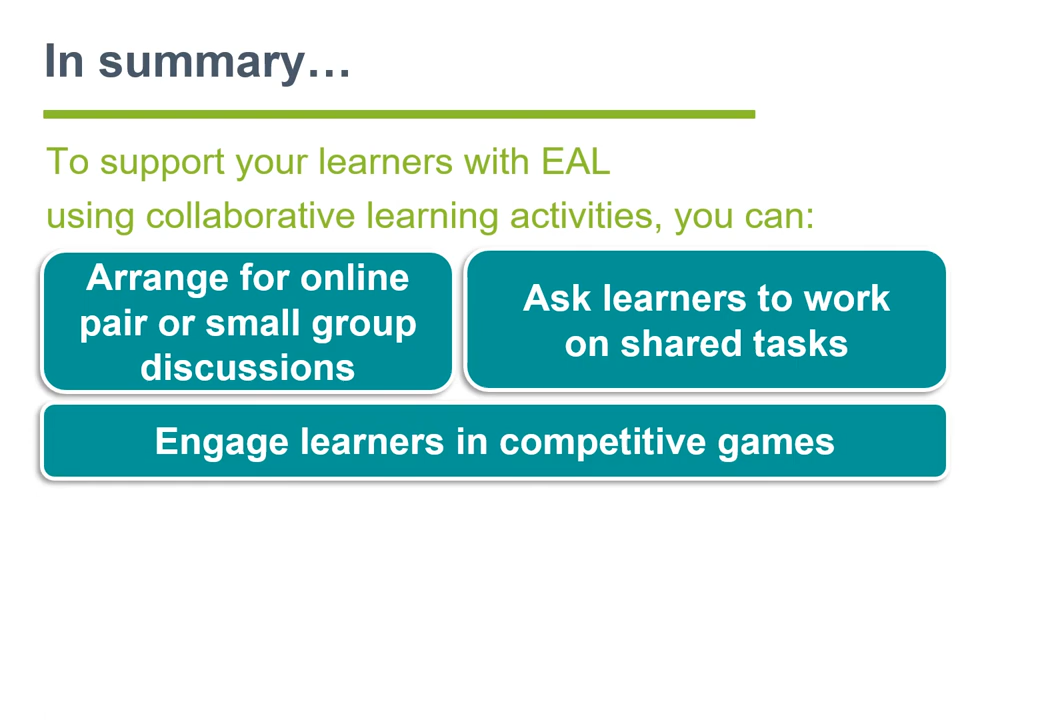 In summary…
To support your learners with EAL
using collaborative learning activities, you can:
Arrange for online
pair or small group
discussions
Ask learners to work
on shared tasks
Engage learners in competitive games